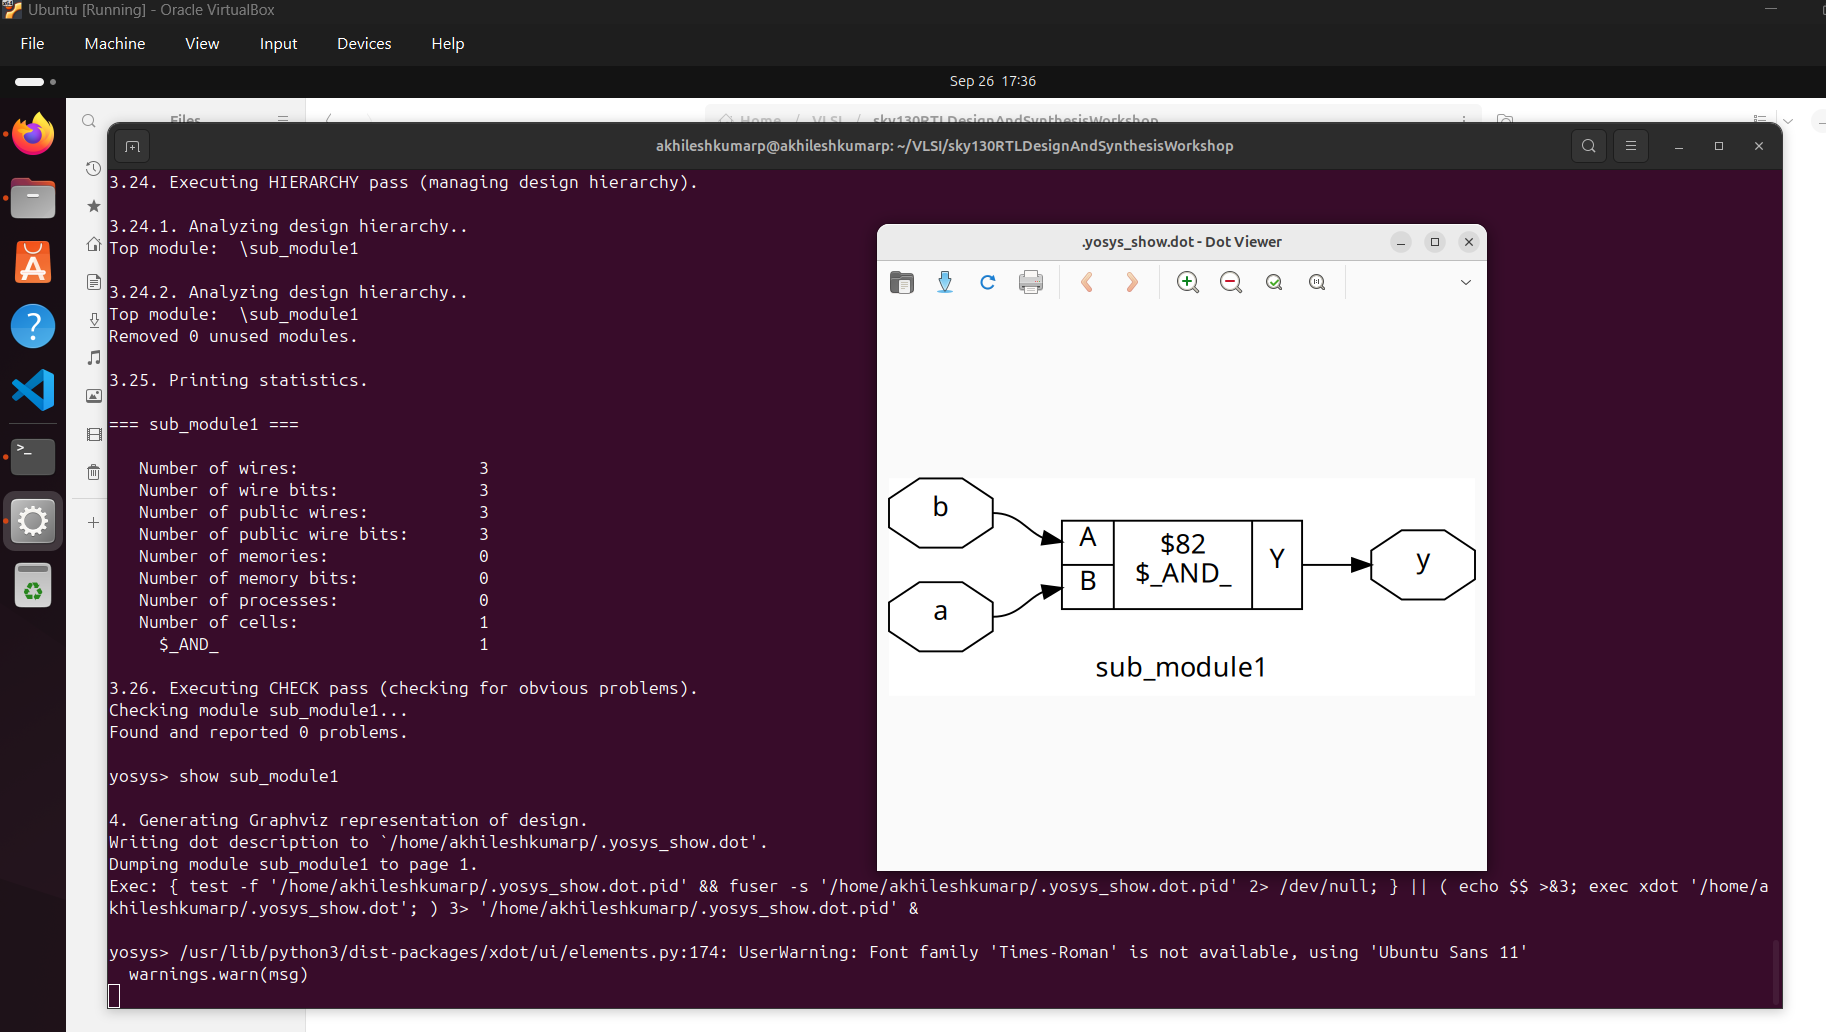 Ubuntu [Running] - Oracle VirtualBox
File Machine View Input Devices Help
Sep 26 17:36
Files
Home / VLSI / sky130RTLDesignAndSynthesisWorkshop
akhileshkumarp@akhileshkumarp: ~/VLSI/sky130RTLDesignAndSynthesisWorkshop
3.24. Executing HIERARCHY pass (managing design hierarchy).
3.24.1. Analyzing design hierarchy..
Top module:  \sub_module1
3.24.2. Analyzing design hierarchy..
Top module:  \sub_module1
Removed 0 unused modules.
3.25. Printing statistics.
=== sub_module1 ===
Number of wires: 3
Number of wire bits: 3
Number of public wires: 3
Number of public wire bits: 3
Number of memories: 0
Number of memory bits: 0
Number of processes: 0
Number of cells: 1
$_AND_ 1
3.26. Executing CHECK pass (checking for obvious problems).
Checking module sub_module1...
Found and reported 0 problems.
yosys> show sub_module1
4. Generating Graphviz representation of design.
Writing dot description to `/home/akhileshkumarp/.yosys_show.dot'.
Dumping module sub_module1 to page 1.
Exec: { test -f '/home/akhileshkumarp/.yosys_show.dot.pid' && fuser -s '/home/akhileshkumarp/.yosys_show.dot.pid' 2> /dev/null; } || ( echo $$ >&3; exec xdot '/home/a
khileshkumarp/.yosys_show.dot'; ) 3> '/home/akhileshkumarp/.yosys_show.dot.pid' &
yosys> /usr/lib/python3/dist-packages/xdot/ui/elements.py:174: UserWarning: Font family 'Times-Roman' is not available, using 'Ubuntu Sans 11'
warnings.warn(msg)
.yosys_show.dot - Dot Viewer
b
a
A
B
$82
$_AND_
Y
y
sub_module1